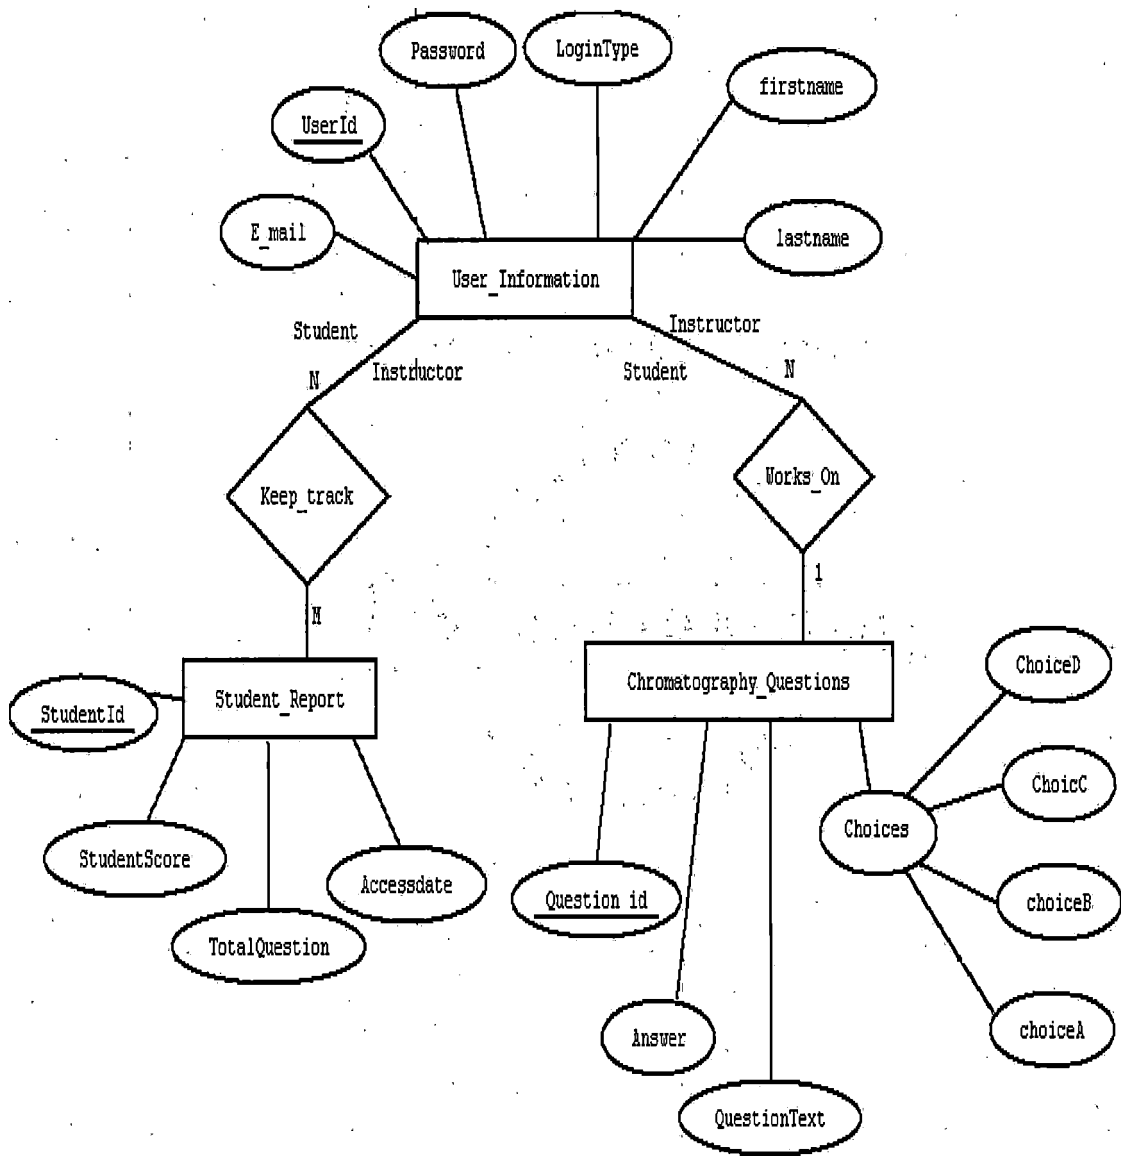 Password
LoginType
firstname
UserId
E_mail
lastname
User_Information
Student
Instructor
Instructor
Student
N
N
Keep_track
Works_On
M
1
StudentId
Student_Report
Chromatography_Questions
ChoiceD
ChoicC
Choices
choiceB
choiceA
StudentScore
Accessdate
TotalQuestion
Question id
Answer
QuestionText